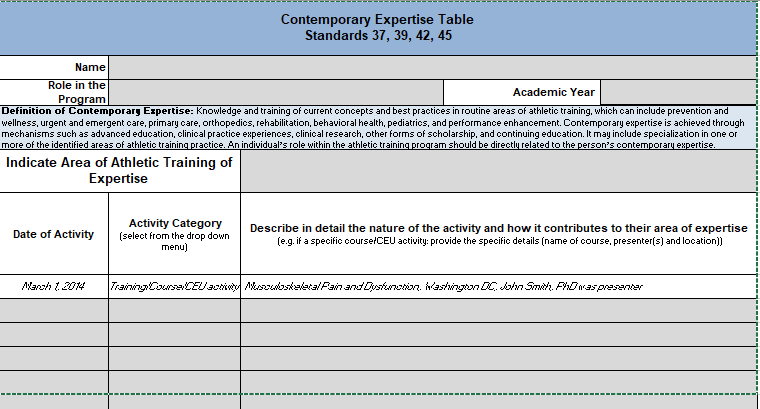 Contemporary Expertise Table
Standards 37, 39, 42, 45
Name
Role in the
Program
Academic Year
Definition of Contemporary Expertise: Knowledge and training of current concepts and best practices in routine areas of athletic training, which can include prevention and
wellness, urgent and emergent care, primary care, orthopedics, rehabilitation, behavioral health, pediatrics, and performance enhancement. Contemporary expertise is achieved through
mechanisms such as advanced education, clinical practice experiences, clinical research, other forms of scholarship, and continuing education. It may include specialization in one or
more of the identified areas of athletic training practice. An individual's role within the athletic training program should be directly related to the person's contemporary expertise.
Indicate Area of Athletic Training of
Expertise
Date of Activity
Activity Category
(select from the drop down
menu)
Describe in detail the nature of the activity and how it contributes to their area of expertise
(e.g. if a specific course/CEU activity: provide the specific details (name of course, presenter(s) and location))
March 1, 2014
Training/Course/CEU activity
Musculoskeletal Pain and Dysfunction, Washington DC, John Smith, PhD was presenter